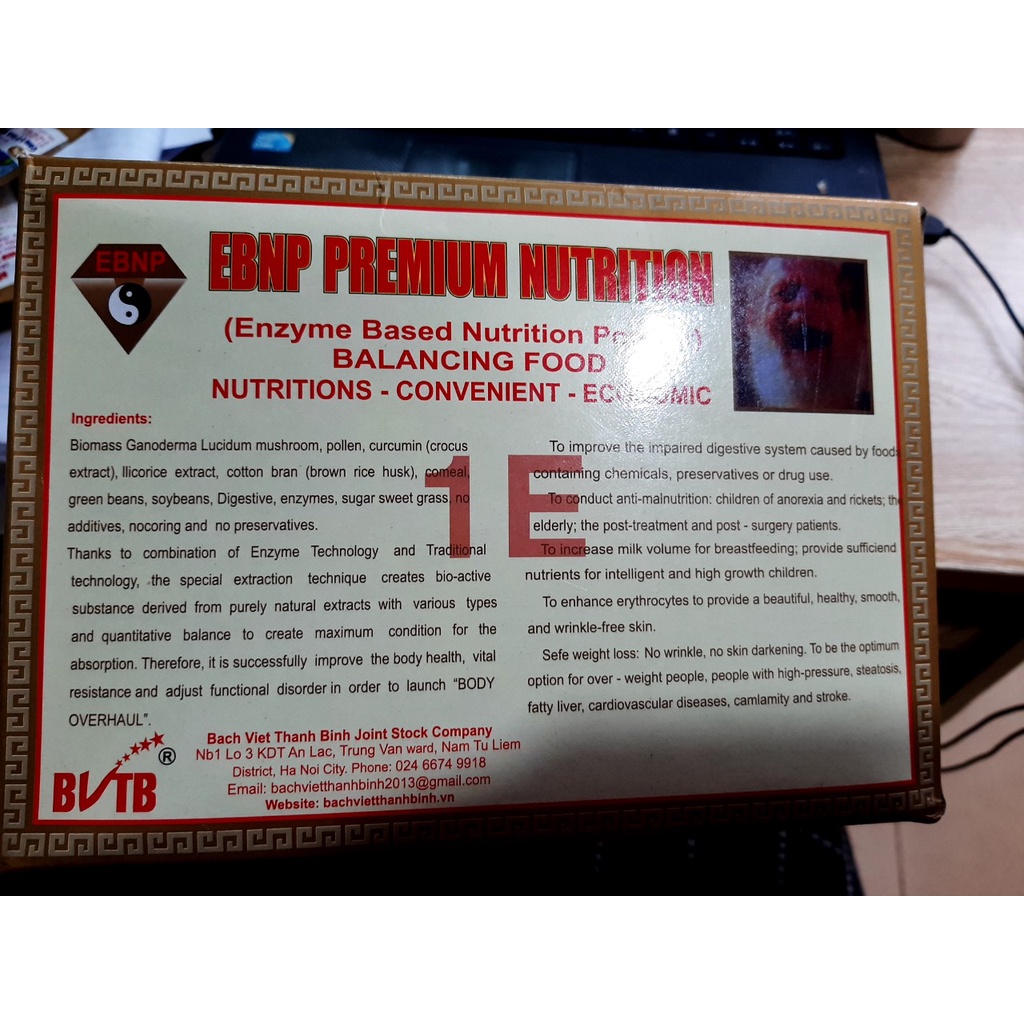 EBNP
EBNP PREMIUM NUTRITION
(Enzyme Based Nutrition
BALANCING FOOD
NUTRITIONS - CONVENIENT -
Ingredients:
Biomass Ganoderma Lucidum mushroom, pollen, curcumin (crocus
extract), llicorice extract, cotton bran (brown rice husk), comeal,
green beans, soybeans, Digestive, enzymes, sugar sweet grass, no
additives, nocoring and no preservatives.
Thanks to combination of Enzyme Technology and Traditional
technology, the special extraction technique creates bio-active
substance derived from purely natural extracts with various types
and quantitative balance to create maximum condition for the
absorption. Therefore, it is successfully improve the body health, vital
resistance and adjust functional disorder in order to launch “BODY
OVERHAUL”.
1E
To improve the impaired digestive system caused by foods
containing chemicals, preservatives or drug use.
To conduct anti-malnutrition: children of anorexia and rickets; the
elderly; the post-treatment and post - surgery patients.
To increase milk volume for breastfeeding; provide sufficiend
nutrients for intelligent and high growth children.
To enhance erythrocytes to provide a beautiful, healthy, smooth,
and wrinkle-free skin.
Sefe weight loss: No wrinkle, no skin darkening. To be the optimum
option for over - weight people, people with high-pressure, steatosis,
fatty liver, cardiovascular diseases, camlamity and stroke.
BVTB ®
Bach Viet Thanh Binh Joint Stock Company
Nb1 Lo 3 KDT An Lac, Trung Van ward, Nam Tu Liem
District, Ha Noi City. Phone: 024 6674 9918
Email: bachvietthanhbinh2013@gmail.com
Website: bachvietthanhbinh.vn